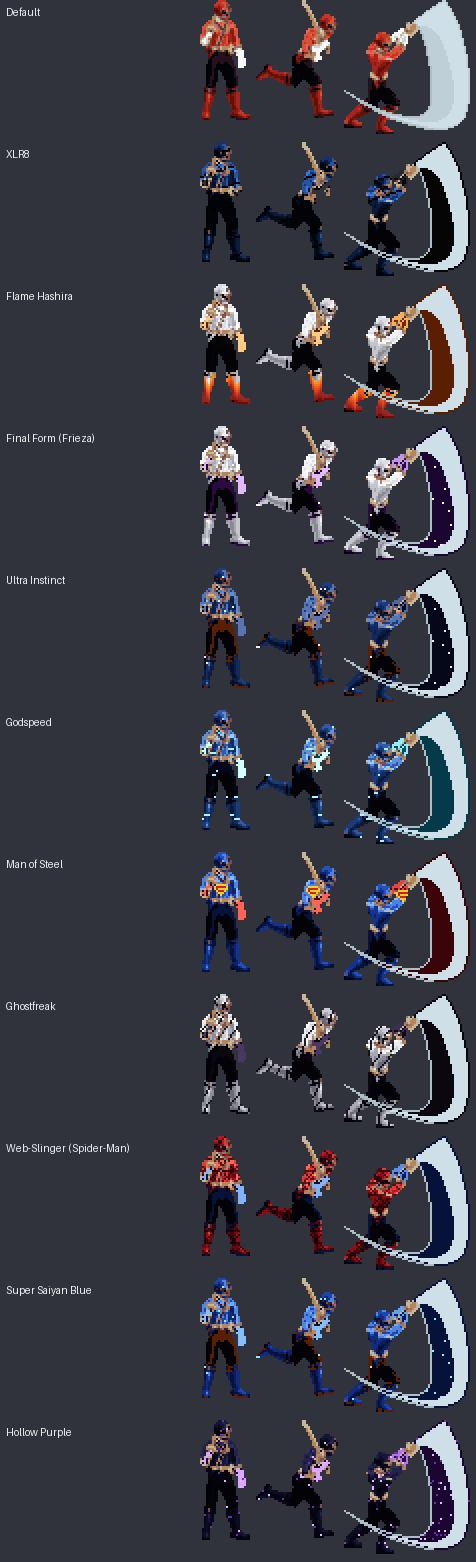 Default
XLR8
Flame Hashira
Final Form (Frieza)
Ultra Instinct
Godspeed
Man of Steel
Ghostfreak
Web-Slinger (Spider-Man)
Super Saiyan Blue
Hollow Purple